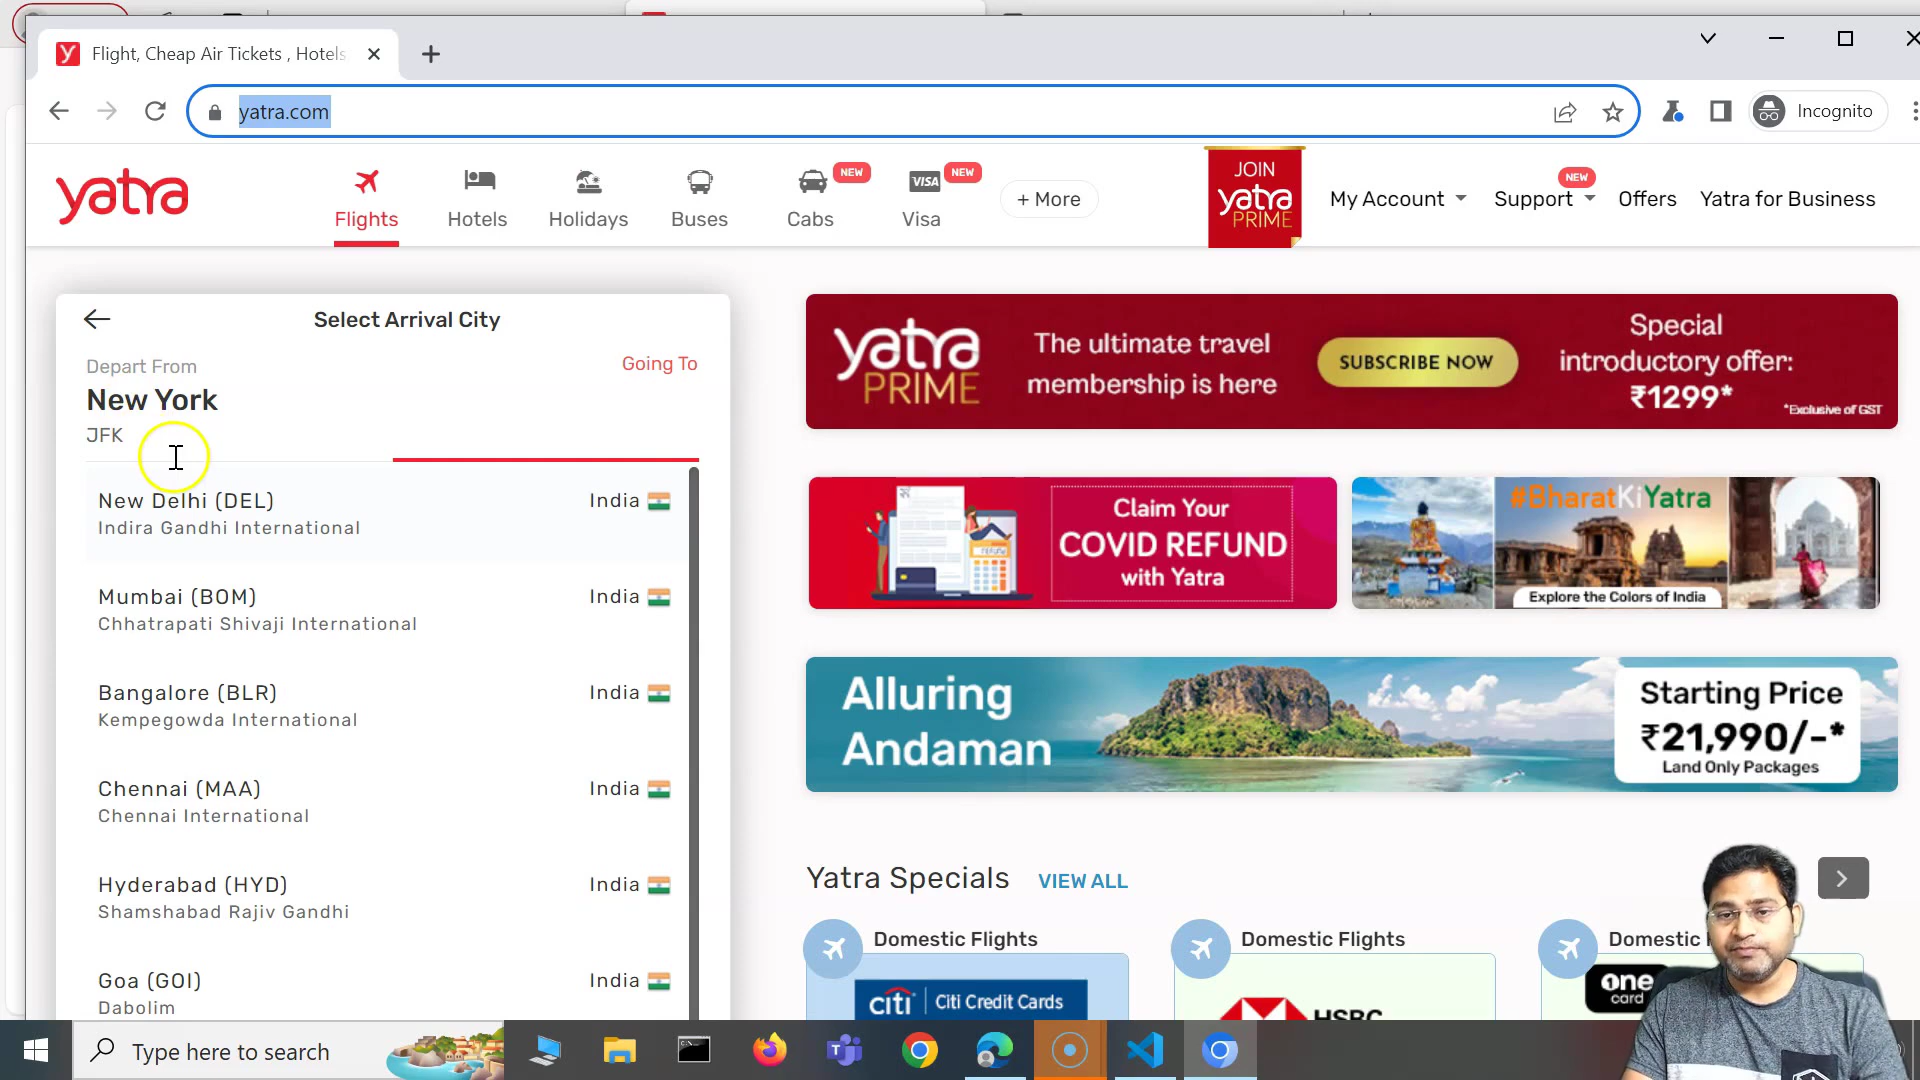 Flight, Cheap Air Tickets , Hotels
yatra.com
Incognito
yatra
Flights
Hotels
Holidays
Buses
NEW
Cabs
VISA
NEW
Visa
+ More
JOIN
yatra
PRIME
My Account
NEW
Support
Offers
Yatra for Business
Select Arrival City
Depart From
New York
JFK
Going To
New Delhi (DEL)
Indira Gandhi International
India
Mumbai (BOM)
Chhatrapati Shivaji International
India
Bangalore (BLR)
Kempegowda International
India
Chennai (MAA)
Chennai International
India
Hyderabad (HYD)
Shamshabad Rajiv Gandhi
India
Goa (GOI)
Dabolim
India
yatra
PRIME
The ultimate travel
membership is here
SUBSCRIBE NOW
Special
introductory offer:
₹1299*
*Exclusive of GST
Claim Your
COVID REFUND
with Yatra
REFUND
#BharatKiYatra
Explore the Colors of India
Alluring
Andaman
Starting Price
₹21,990/-*
Land Only Packages
Yatra Specials
VIEW ALL
Domestic Flights
citi
Citi Credit Cards
Domestic Flights
HSBC
Domestic
one
card
Type here to search